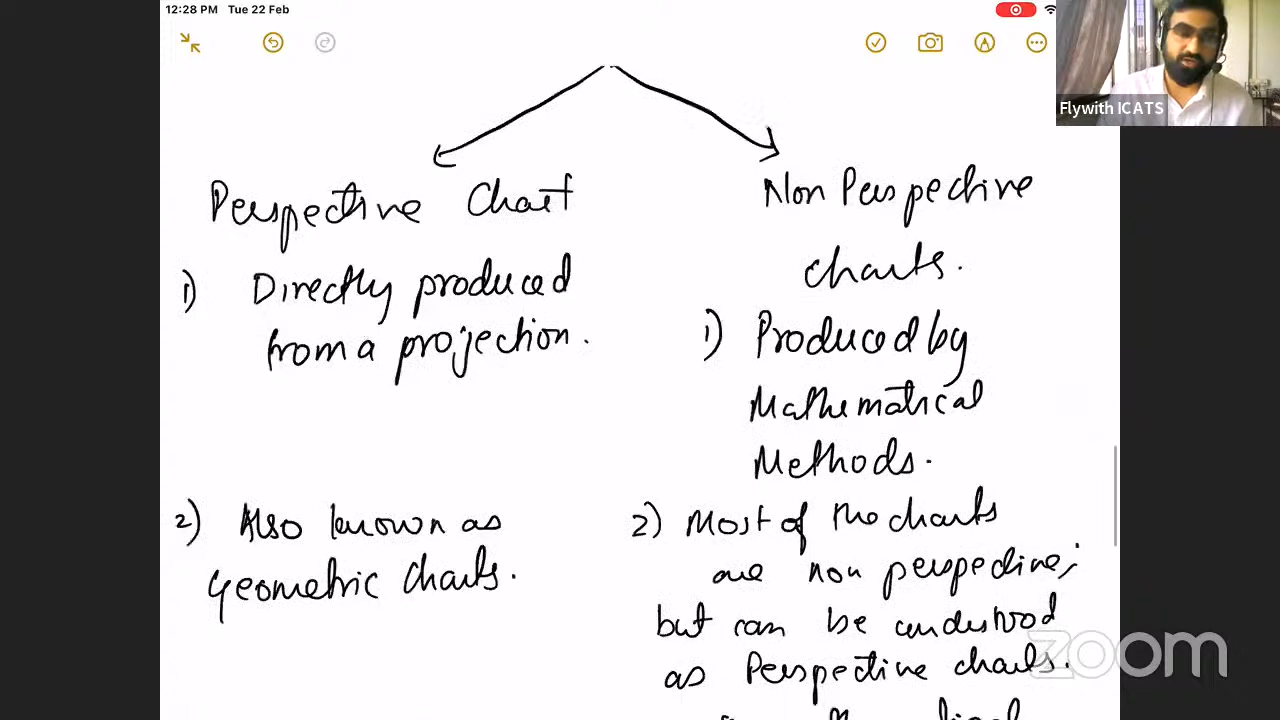 12:28 PM Tue 22 Feb
Flywith ICATS
Perspective Chart
1) Directly produced
from a projection.
2) Also known as
Geometric Charts.
Non Perspective
Charts.
1) Produced by
Mathematical
Methods.
2) Most of the charts
are non perspective;
but can be understood
as Perspective charts.
zoom